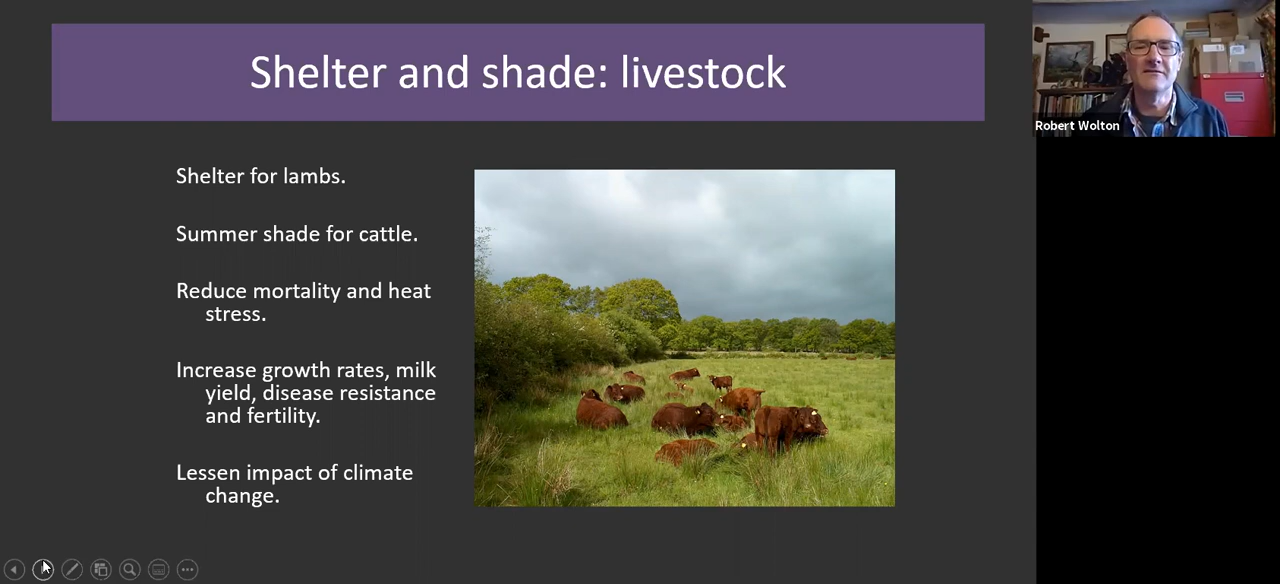 Shelter and shade: livestock
Robert Wolton
Shelter for lambs.
Summer shade for cattle.
Reduce mortality and heat
stress.
Increase growth rates, milk
yield, disease resistance
and fertility.
Lessen impact of climate
change.